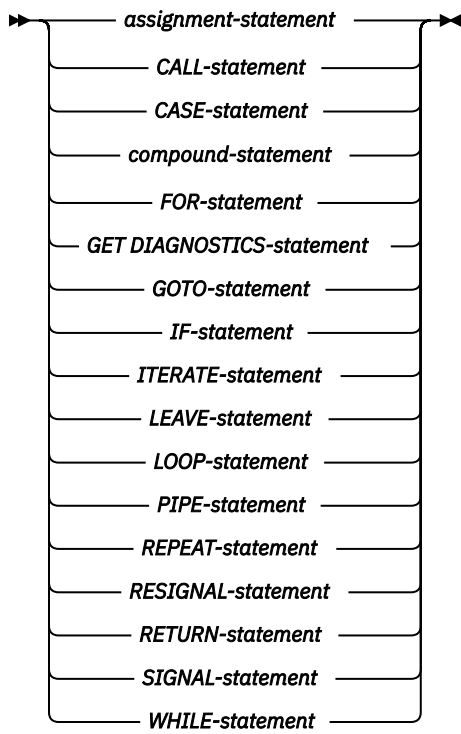 assignment-statement
CALL-statement
CASE-statement
compound-statement
FOR-statement
GET DIAGNOSTICS-statement
GOTO-statement
IF-statement
ITERATE-statement
LEAVE-statement
LOOP-statement
PIPE-statement
REPEAT-statement
RESIGNAL-statement
RETURN-statement
SIGNAL-statement
WHILE-statement